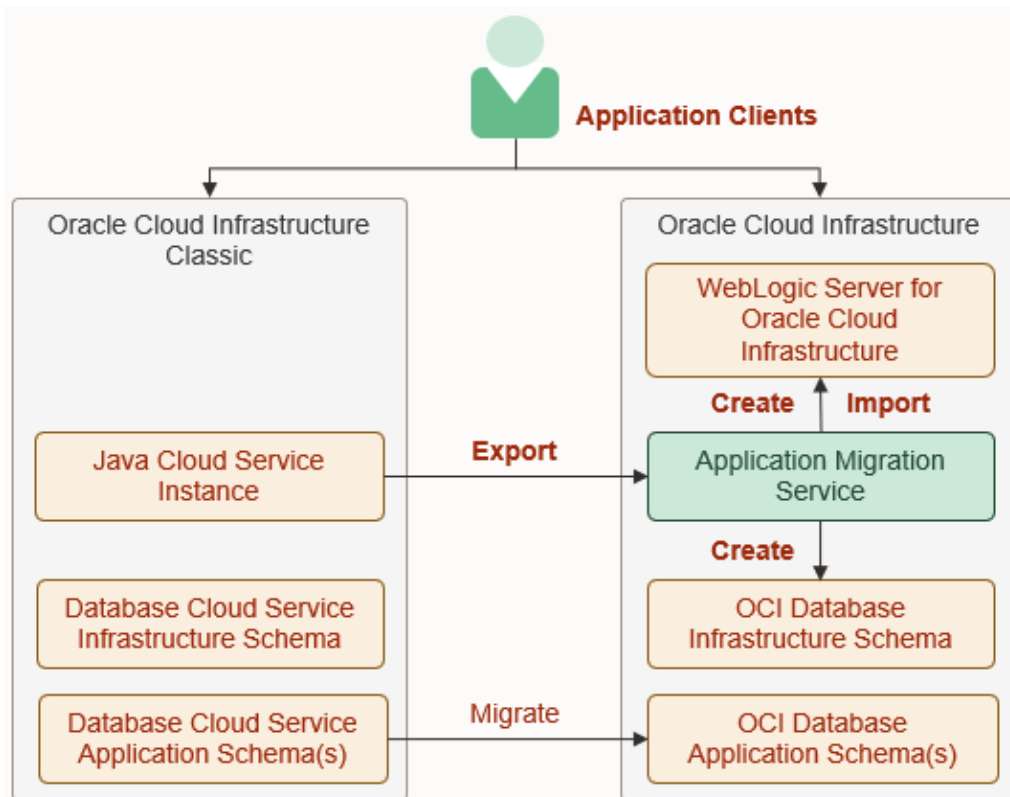 Application Clients
Oracle Cloud Infrastructure
Classic
Java Cloud Service
Instance
Database Cloud Service
Infrastructure Schema
Database Cloud Service
Application Schema(s)
Export
Migrate
Oracle Cloud Infrastructure
WebLogic Server for
Oracle Cloud
Infrastructure
Create Import
Application Migration
Service
Create
OCI Database
Infrastructure Schema
OCI Database
Application Schema(s)